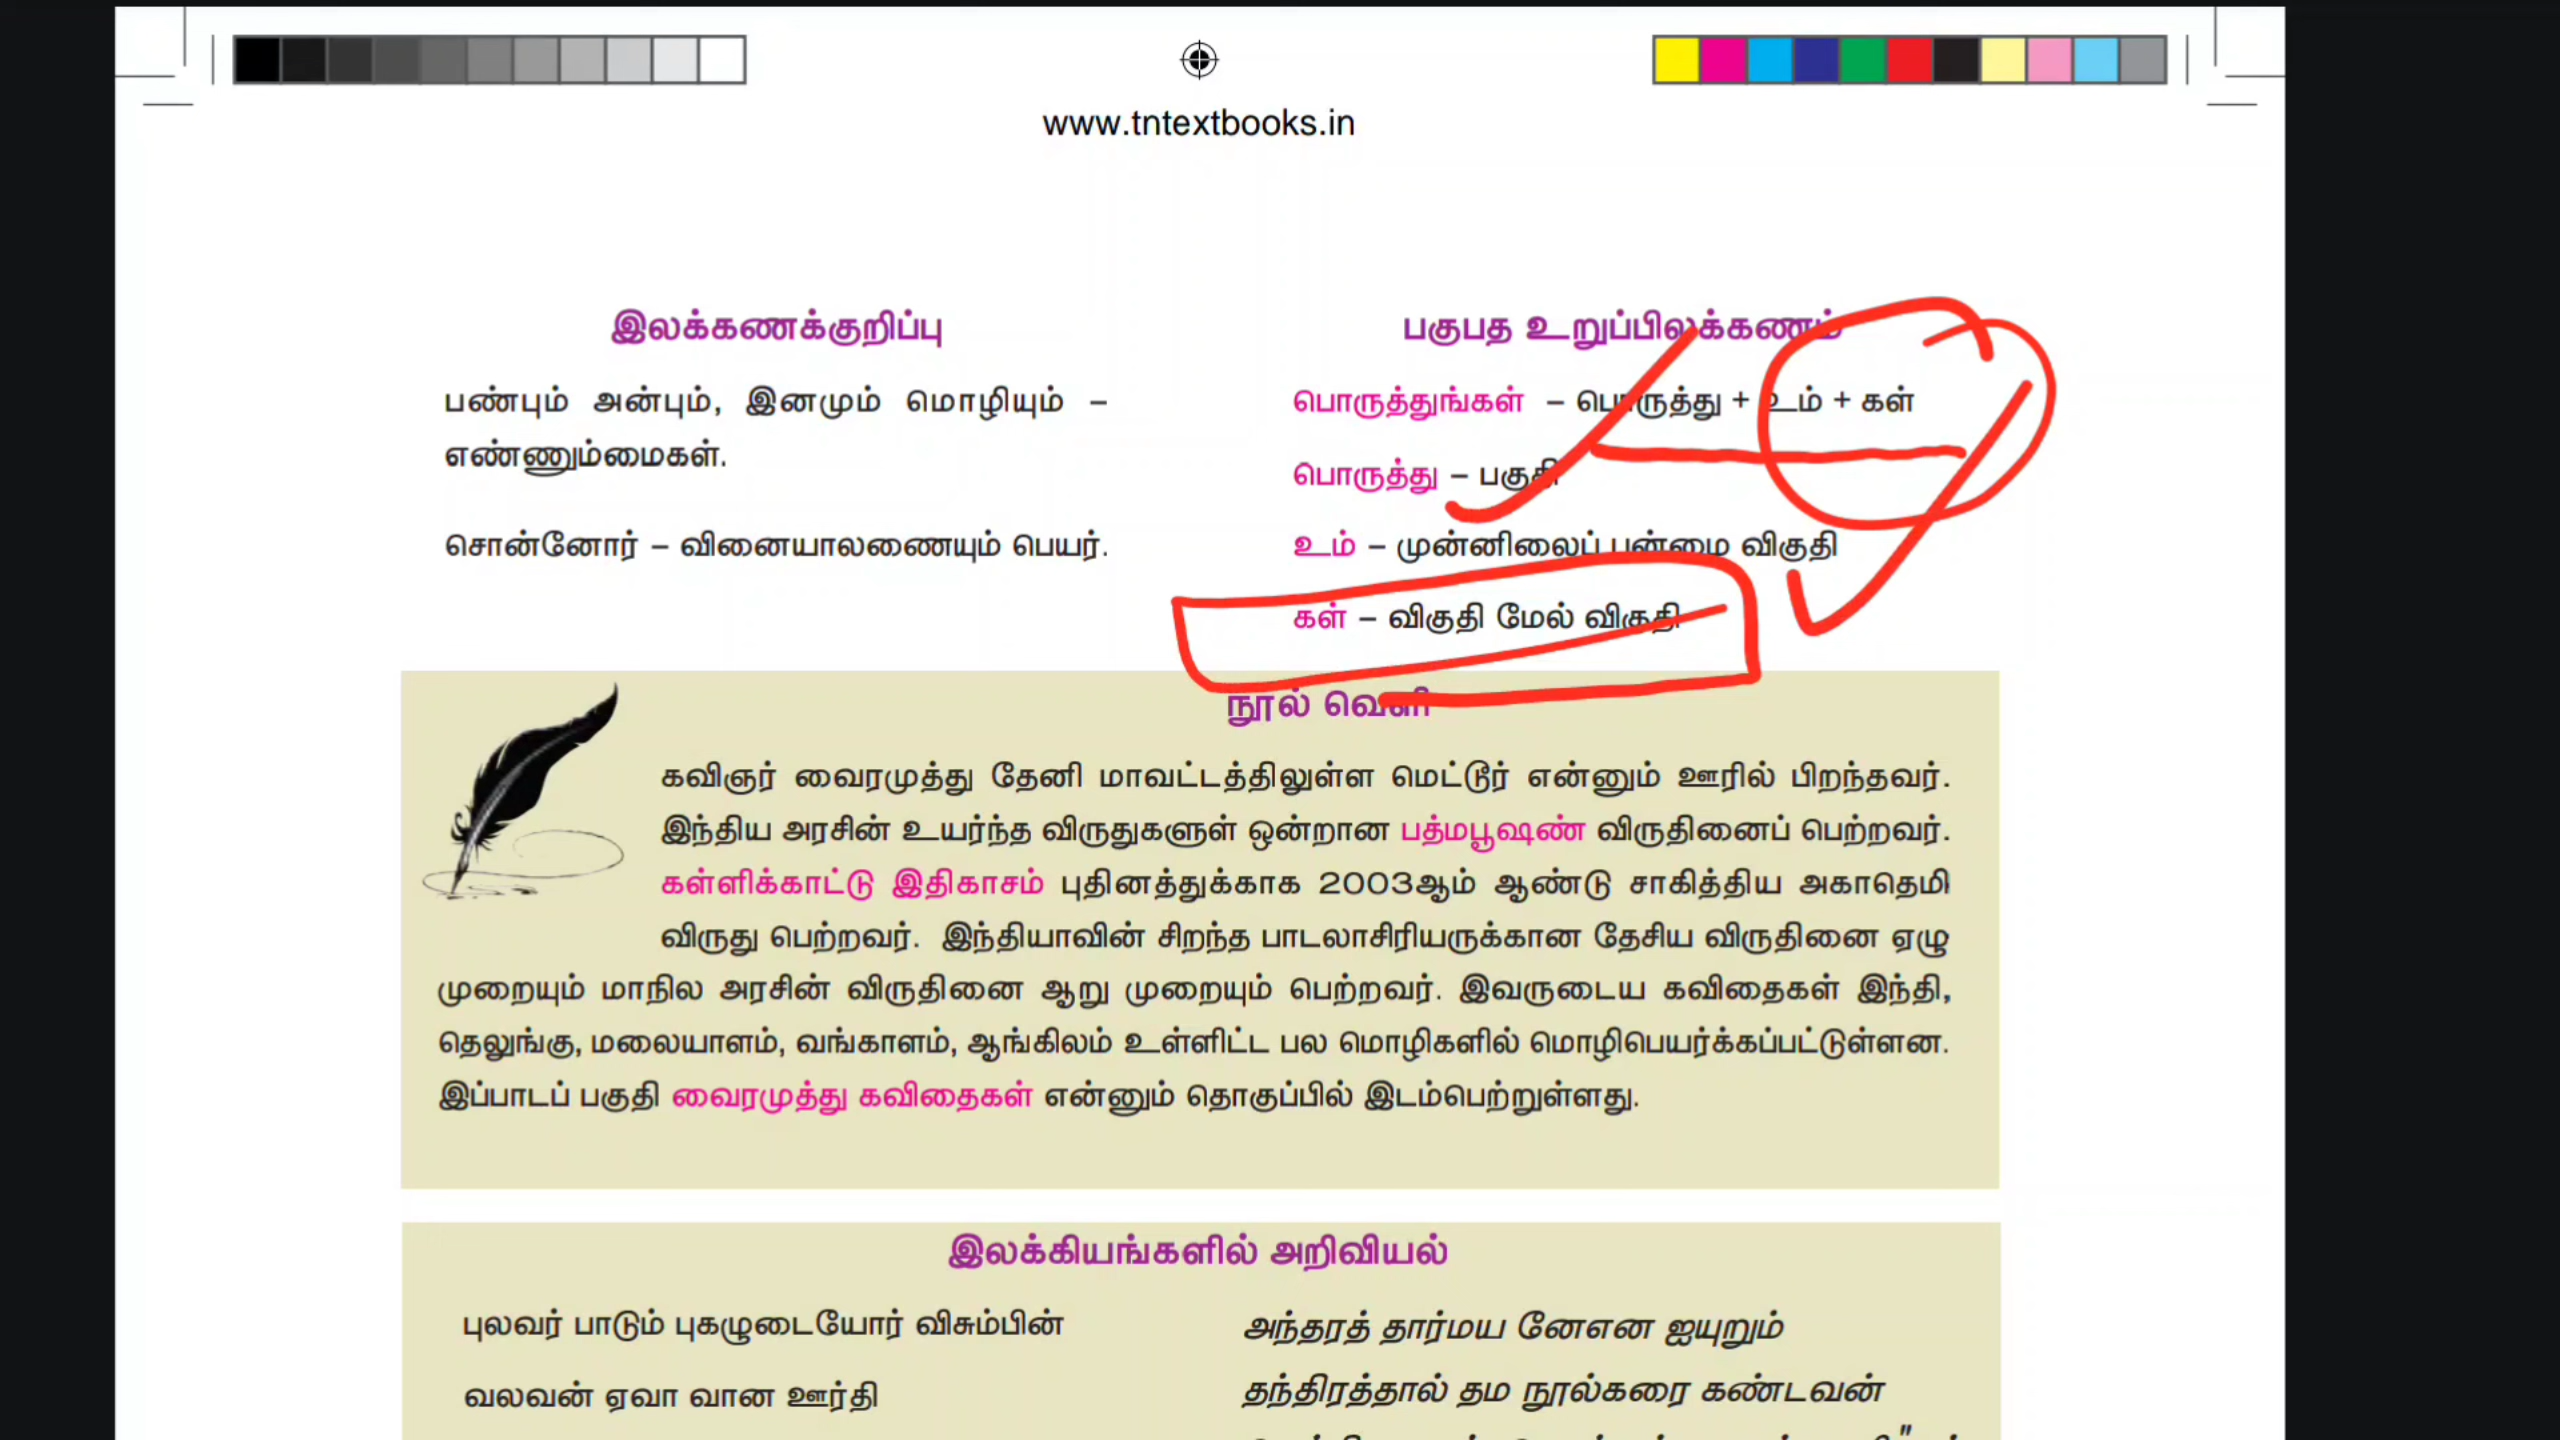 www.tntextbooks.in
இலக்கணக்குறிப்பு
பண்பும் அன்பும், இனமும் மொழியும் –
எண்ணும்மைகள்.
சொன்னோர் – வினையாலணையும் பெயர்.
பகுபத உறுப்பிலக்கணம்
பொருத்துங்கள் – பொருத்து + உம் + கள்
பொருத்து – பகுதி
உம் – முன்னிலைப் பன்மை விகுதி
கள் – விகுதி மேல் விகுதி
நூல் வெளி
கவிஞர் வைரமுத்து தேனி மாவட்டத்திலுள்ள மெட்டூர் என்னும் ஊரில் பிறந்தவர்.
இந்திய அரசின் உயர்ந்த விருதுகளுள் ஒன்றான பத்மபூஷண் விருதினைப் பெற்றவர்.
கள்ளிக்காட்டு இதிகாசம் புதினத்துக்காக 2003ஆம் ஆண்டு சாகித்திய அகாதெமி
விருது பெற்றவர். இந்தியாவின் சிறந்த பாடலாசிரியருக்கான தேசிய விருதினை ஏழு
முறையும் மாநில அரசின் விருதினை ஆறு முறையும் பெற்றவர். இவருடைய கவிதைகள் இந்தி,
தெலுங்கு, மலையாளம், வங்காளம், ஆங்கிலம் உள்ளிட்ட பல மொழிகளில் மொழிபெயர்க்கப்பட்டுள்ளன.
இப்பாடப் பகுதி வைரமுத்து கவிதைகள் என்னும் தொகுப்பில் இடம்பெற்றுள்ளது.
இலக்கியங்களில் அறிவியல்
புலவர் பாடும் புகழுடையோர் விசும்பின்
வலவன் ஏவா வான ஊர்தி
அந்தரத் தார்மய னேஎன ஐயுறும்
தந்திரத்தால் தம நூல்கரை கண்டவன்